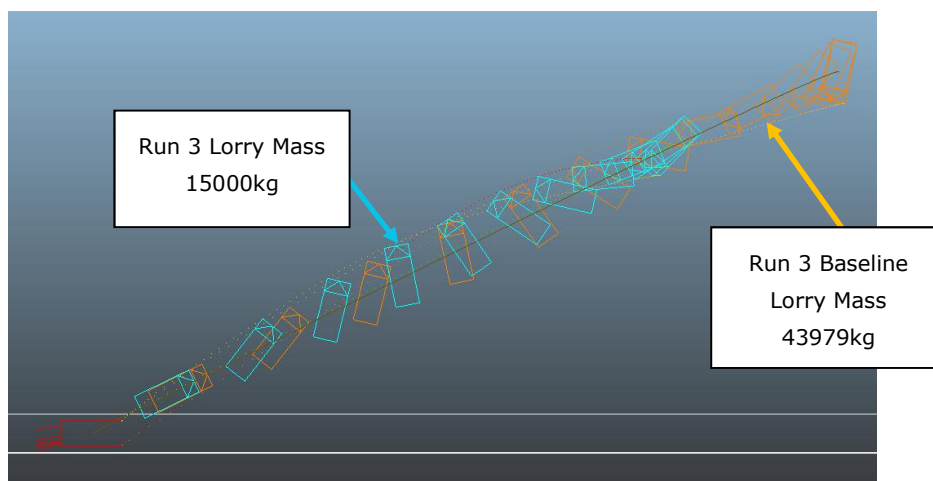 Run 3 Lorry Mass
15000kg
Run 3 Baseline
Lorry Mass
43979kg